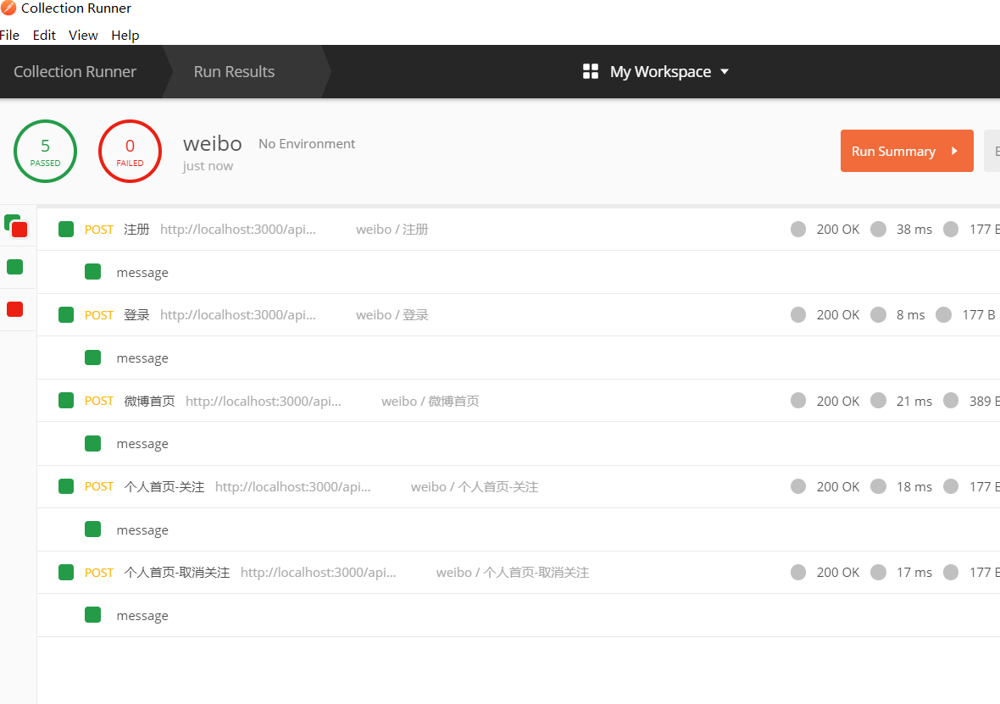 Collection Runner
File Edit View Help
Collection Runner Run Results My Workspace
5 PASSED 0 FAILED weibo No Environment
just now
Run Summary
POST 注册 http://localhost:3000/api... weibo / 注册 200 OK 38 ms 177
message
POST 登录 http://localhost:3000/api... weibo / 登录 200 OK 8 ms 177 B
message
POST 微博首页 http://localhost:3000/api... weibo / 微博首页 200 OK 21 ms 389
message
POST 个人首页-关注 http://localhost:3000/api... weibo / 个人首页-关注 200 OK 18 ms 177
message
POST 个人首页-取消关注 http://localhost:3000/api... weibo / 个人首页-取消关注 200 OK 17 ms 177
message